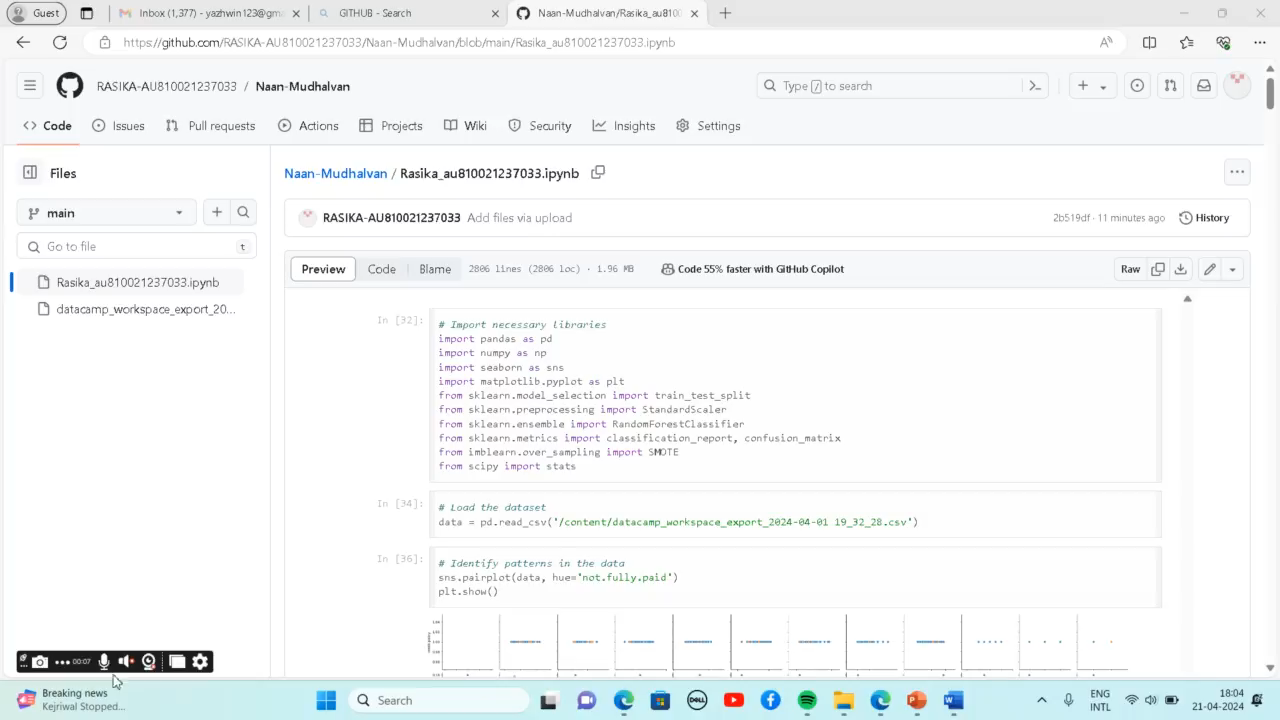 Guest
Inbox (1,377) - yazhwin123@gm
GITHUB - Search
Naan-Mudhalvan/Rasika_au8100
https://github.com/RASIKA-AU810021237033/Naan-Mudhalvan/blob/main/Rasika_au810021237033.ipynb
RASIKA-AU810021237033 / Naan-Mudhalvan
Type / to search
Code
Issues
Pull requests
Actions
Projects
Wiki
Security
Insights
Settings
Files
main
Go to file
t
Rasika_au810021237033.ipynb
datacamp_workspace_export_20...
Naan-Mudhalvan / Rasika_au810021237033.ipynb
RASIKA-AU810021237033 Add files via upload
2b519df · 11 minutes ago
History
Preview
Code
Blame
2806 lines (2806 loc) · 1.96 MB
Code 55% faster with GitHub Copilot
Raw
In [32]:
# Import necessary libraries
import pandas as pd
import numpy as np
import seaborn as sns
import matplotlib.pyplot as plt
from sklearn.model_selection import train_test_split
from sklearn.preprocessing import StandardScaler
from sklearn.ensemble import RandomForestClassifier
from sklearn.metrics import classification_report, confusion_matrix
from imblearn.over_sampling import SMOTE
from scipy import stats
In [34]:
# Load the dataset
data = pd.read_csv('/content/datacamp_workspace_export_2024-04-01 19_32_28.csv')
In [36]:
# Identify patterns in the data
sns.pairplot(data, hue='not.fully.paid')
plt.show()
00:07
Breaking news
Kejriwal Stopped...
Search
DELL
ENG
INTL
18:04
21-04-2024